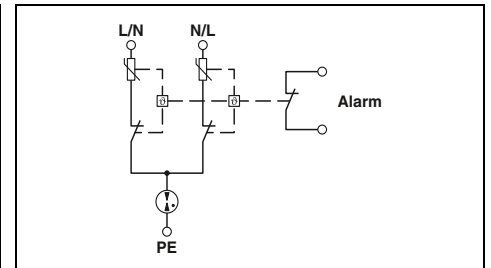 L/N N/L
ϑ ϑ
Alarm
PE